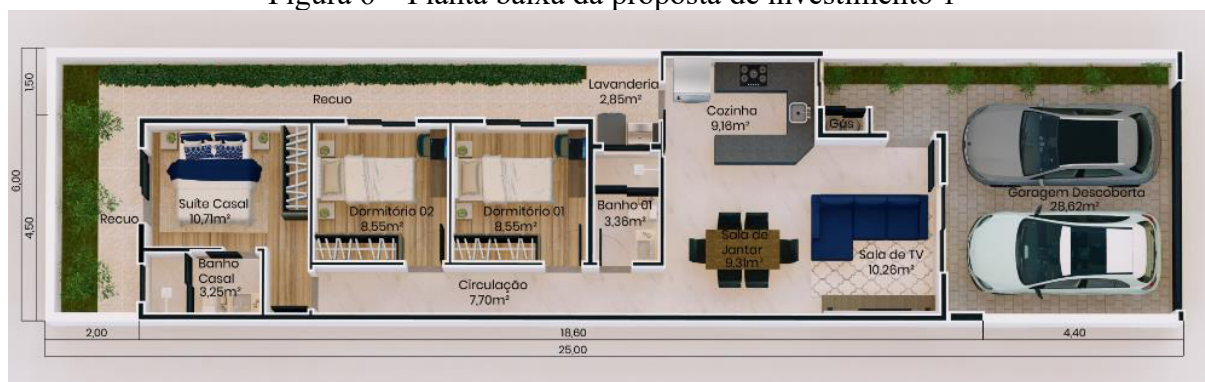 Figura 6 – Planta baixa da proposta de investimento 1
1,50
6,00
4,50
Recuo
Recuo
Lavanderia
2,85m²
Cozinha
9,16m²
Gás
Suíte Casal
10,71m²
Dormitório 02
8,55m²
Dormitório 01
8,55m²
Banho 01
3,36m²
Garagem Descoberta
28,62m²
Sala de
Jantar
9,31m²
Sala de TV
10,26m²
Banho
Casal
3,25m²
Circulação
7,70m²
2,00
18,60
4,40
25,00